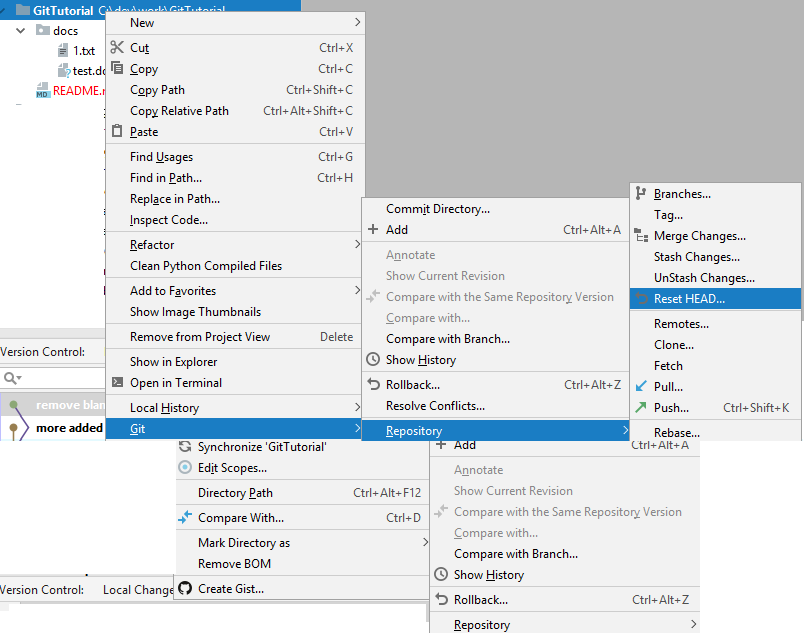 GitTutorial C:\dev\work\GitTutorial
docs
1.txt
test.do
README.
Version Control:
remove blan
more added
New
Cut Ctrl+X
Copy Ctrl+C
Copy Path Ctrl+Shift+C
Copy Relative Path Ctrl+Alt+Shift+C
Paste Ctrl+V
Find Usages Ctrl+G
Find in Path... Ctrl+H
Replace in Path...
Inspect Code...
Refactor
Clean Python Compiled Files
Add to Favorites
Show Image Thumbnails
Remove from Project View Delete
Show in Explorer
Open in Terminal
Local History
Git
Commit Directory...
Add Ctrl+Alt+A
Annotate
Show Current Revision
Compare with the Same Repository Version
Compare with...
Compare with Branch...
Show History
Rollback... Ctrl+Alt+Z
Resolve Conflicts...
Repository
Branches...
Tag...
Merge Changes...
Stash Changes...
UnStash Changes...
Reset HEAD...
Remotes...
Clone...
Fetch
Pull...
Push... Ctrl+Shift+K
Rebase...
Synchronize 'GitTutorial'
Edit Scopes...
Directory Path Ctrl+Alt+F12
Compare With... Ctrl+D
Mark Directory as
Remove BOM
Create Gist...
Version Control: Local Change
Add Ctrl+Alt+A
Annotate
Show Current Revision
Compare with the Same Repository Version
Compare with...
Compare with Branch...
Show History
Rollback... Ctrl+Alt+Z
Repository